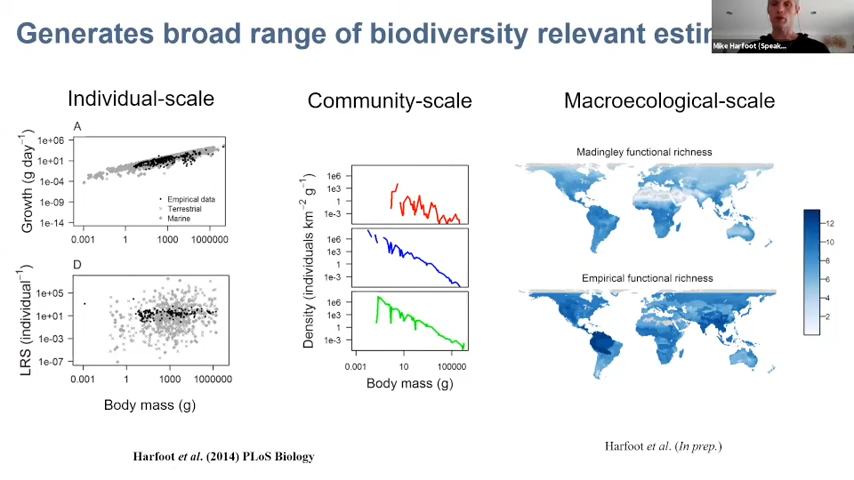 Generates broad range of biodiversity relevant estir
Mike Harfoot (Speak...
Individual-scale
Community-scale
Macroecological-scale
A
Growth (g day⁻¹)
1e+06
1e+01
1e-04
1e-09
1e-14
Empirical data
Terrestrial
Marine
0.001
1
1000
1000000
D
LRS (individual⁻¹)
1e+05
1e+01
1e-03
1e-07
0.001
1
1000
1000000
Body mass (g)
Density (individuals km⁻² g⁻¹)
1e6
1e3
1
1e-3
1e6
1e3
1
1e-3
1e6
1e3
1
1e-3
0.001
10
100000
Body mass (g)
Madingley functional richness
Empirical functional richness
12
10
8
6
4
2
Harfoot et al. (2014) PLoS Biology
Harfoot et al. (In prep.)